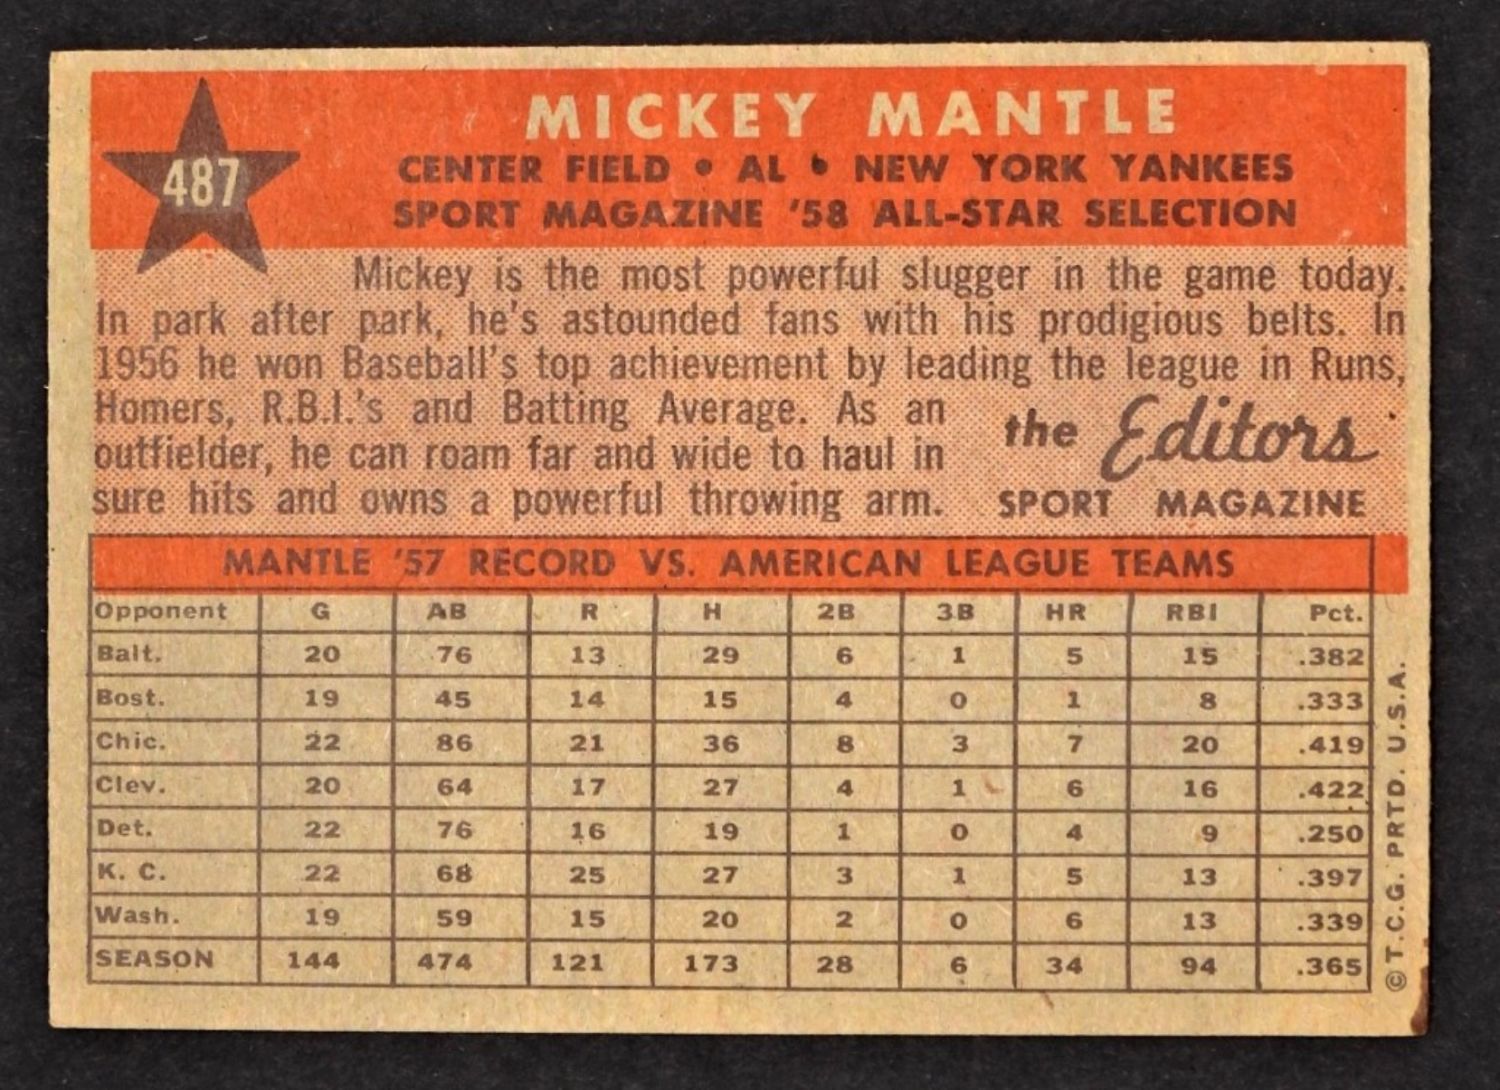 487
MICKEY MANTLE
CENTER FIELD • AL • NEW YORK YANKEES
SPORT MAGAZINE '58 ALL-STAR SELECTION
Mickey is the most powerful slugger in the game today.
In park after park, he's astounded fans with his prodigious belts. In
1956 he won Baseball's top achievement by leading the league in Runs,
Homers, R.B.I.'s and Batting Average. As an
outfielder, he can roam far and wide to haul in
sure hits and owns a powerful throwing arm.
the Editors
SPORT MAGAZINE
MANTLE '57 RECORD VS. AMERICAN LEAGUE TEAMS
Opponent G AB R H 2B 3B HR RBI Pct.
Balt. 20 76 13 29 6 1 5 15 .382
Bost. 19 45 14 15 4 0 1 8 .333
Chic. 22 86 21 36 8 3 7 20 .419
Clev. 20 64 17 27 4 1 6 16 .422
Det. 22 76 16 19 1 0 4 9 .250
K. C. 22 68 25 27 3 1 5 13 .397
Wash. 19 59 15 20 2 0 6 13 .339
SEASON 144 474 121 173 28 6 34 94 .365
©T.C.G. PRTD. U.S.A.